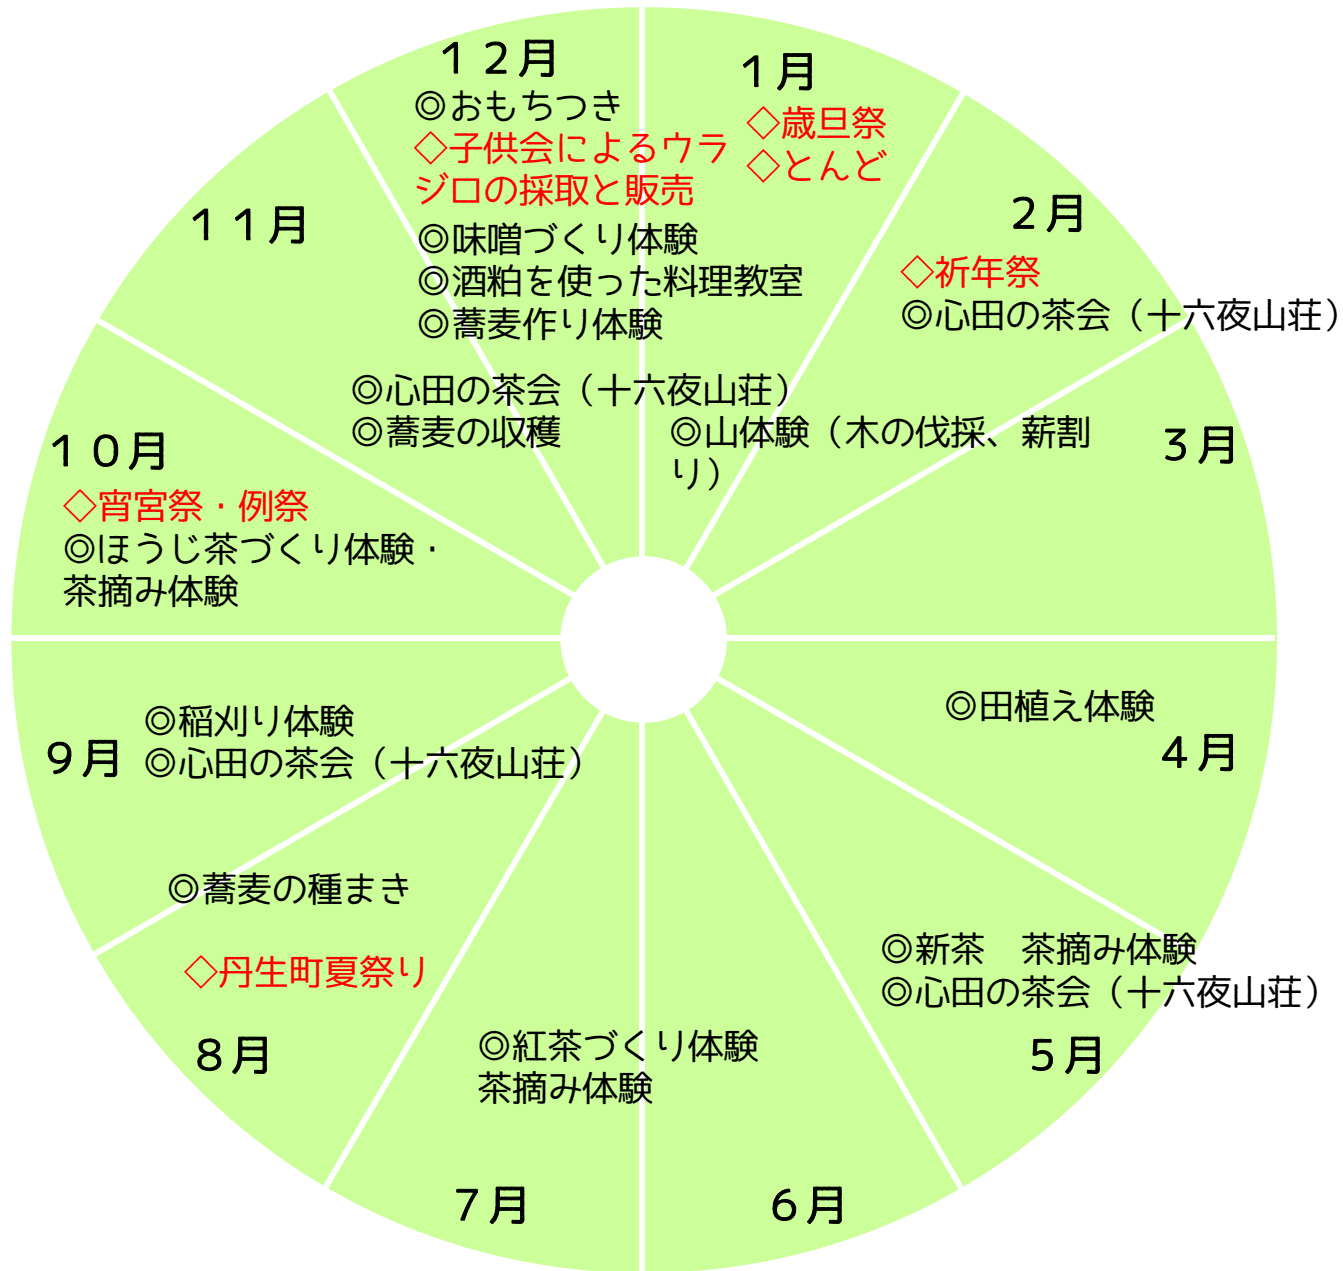 １２月
◎おもちつき
◇子供会によるウラ
ジロの採取と販売
◎味噌づくり体験
◎酒粕を使った料理教室
◎蕎麦作り体験
１月
◇歳旦祭
◇とんど
２月
◇祈年祭
◎心田の茶会（十六夜山荘）
◎山体験（木の伐採、薪割
り）
３月
◎田植え体験
４月
◎新茶　茶摘み体験
◎心田の茶会（十六夜山荘）
５月
６月
◎紅茶づくり体験
茶摘み体験
７月
◎蕎麦の種まき
◇丹生町夏祭り
８月
◎稲刈り体験
◎心田の茶会（十六夜山荘）
９月
１０月
◇宵宮祭・例祭
◎ほうじ茶づくり体験・
茶摘み体験
１１月
◎心田の茶会（十六夜山荘）
◎蕎麦の収穫